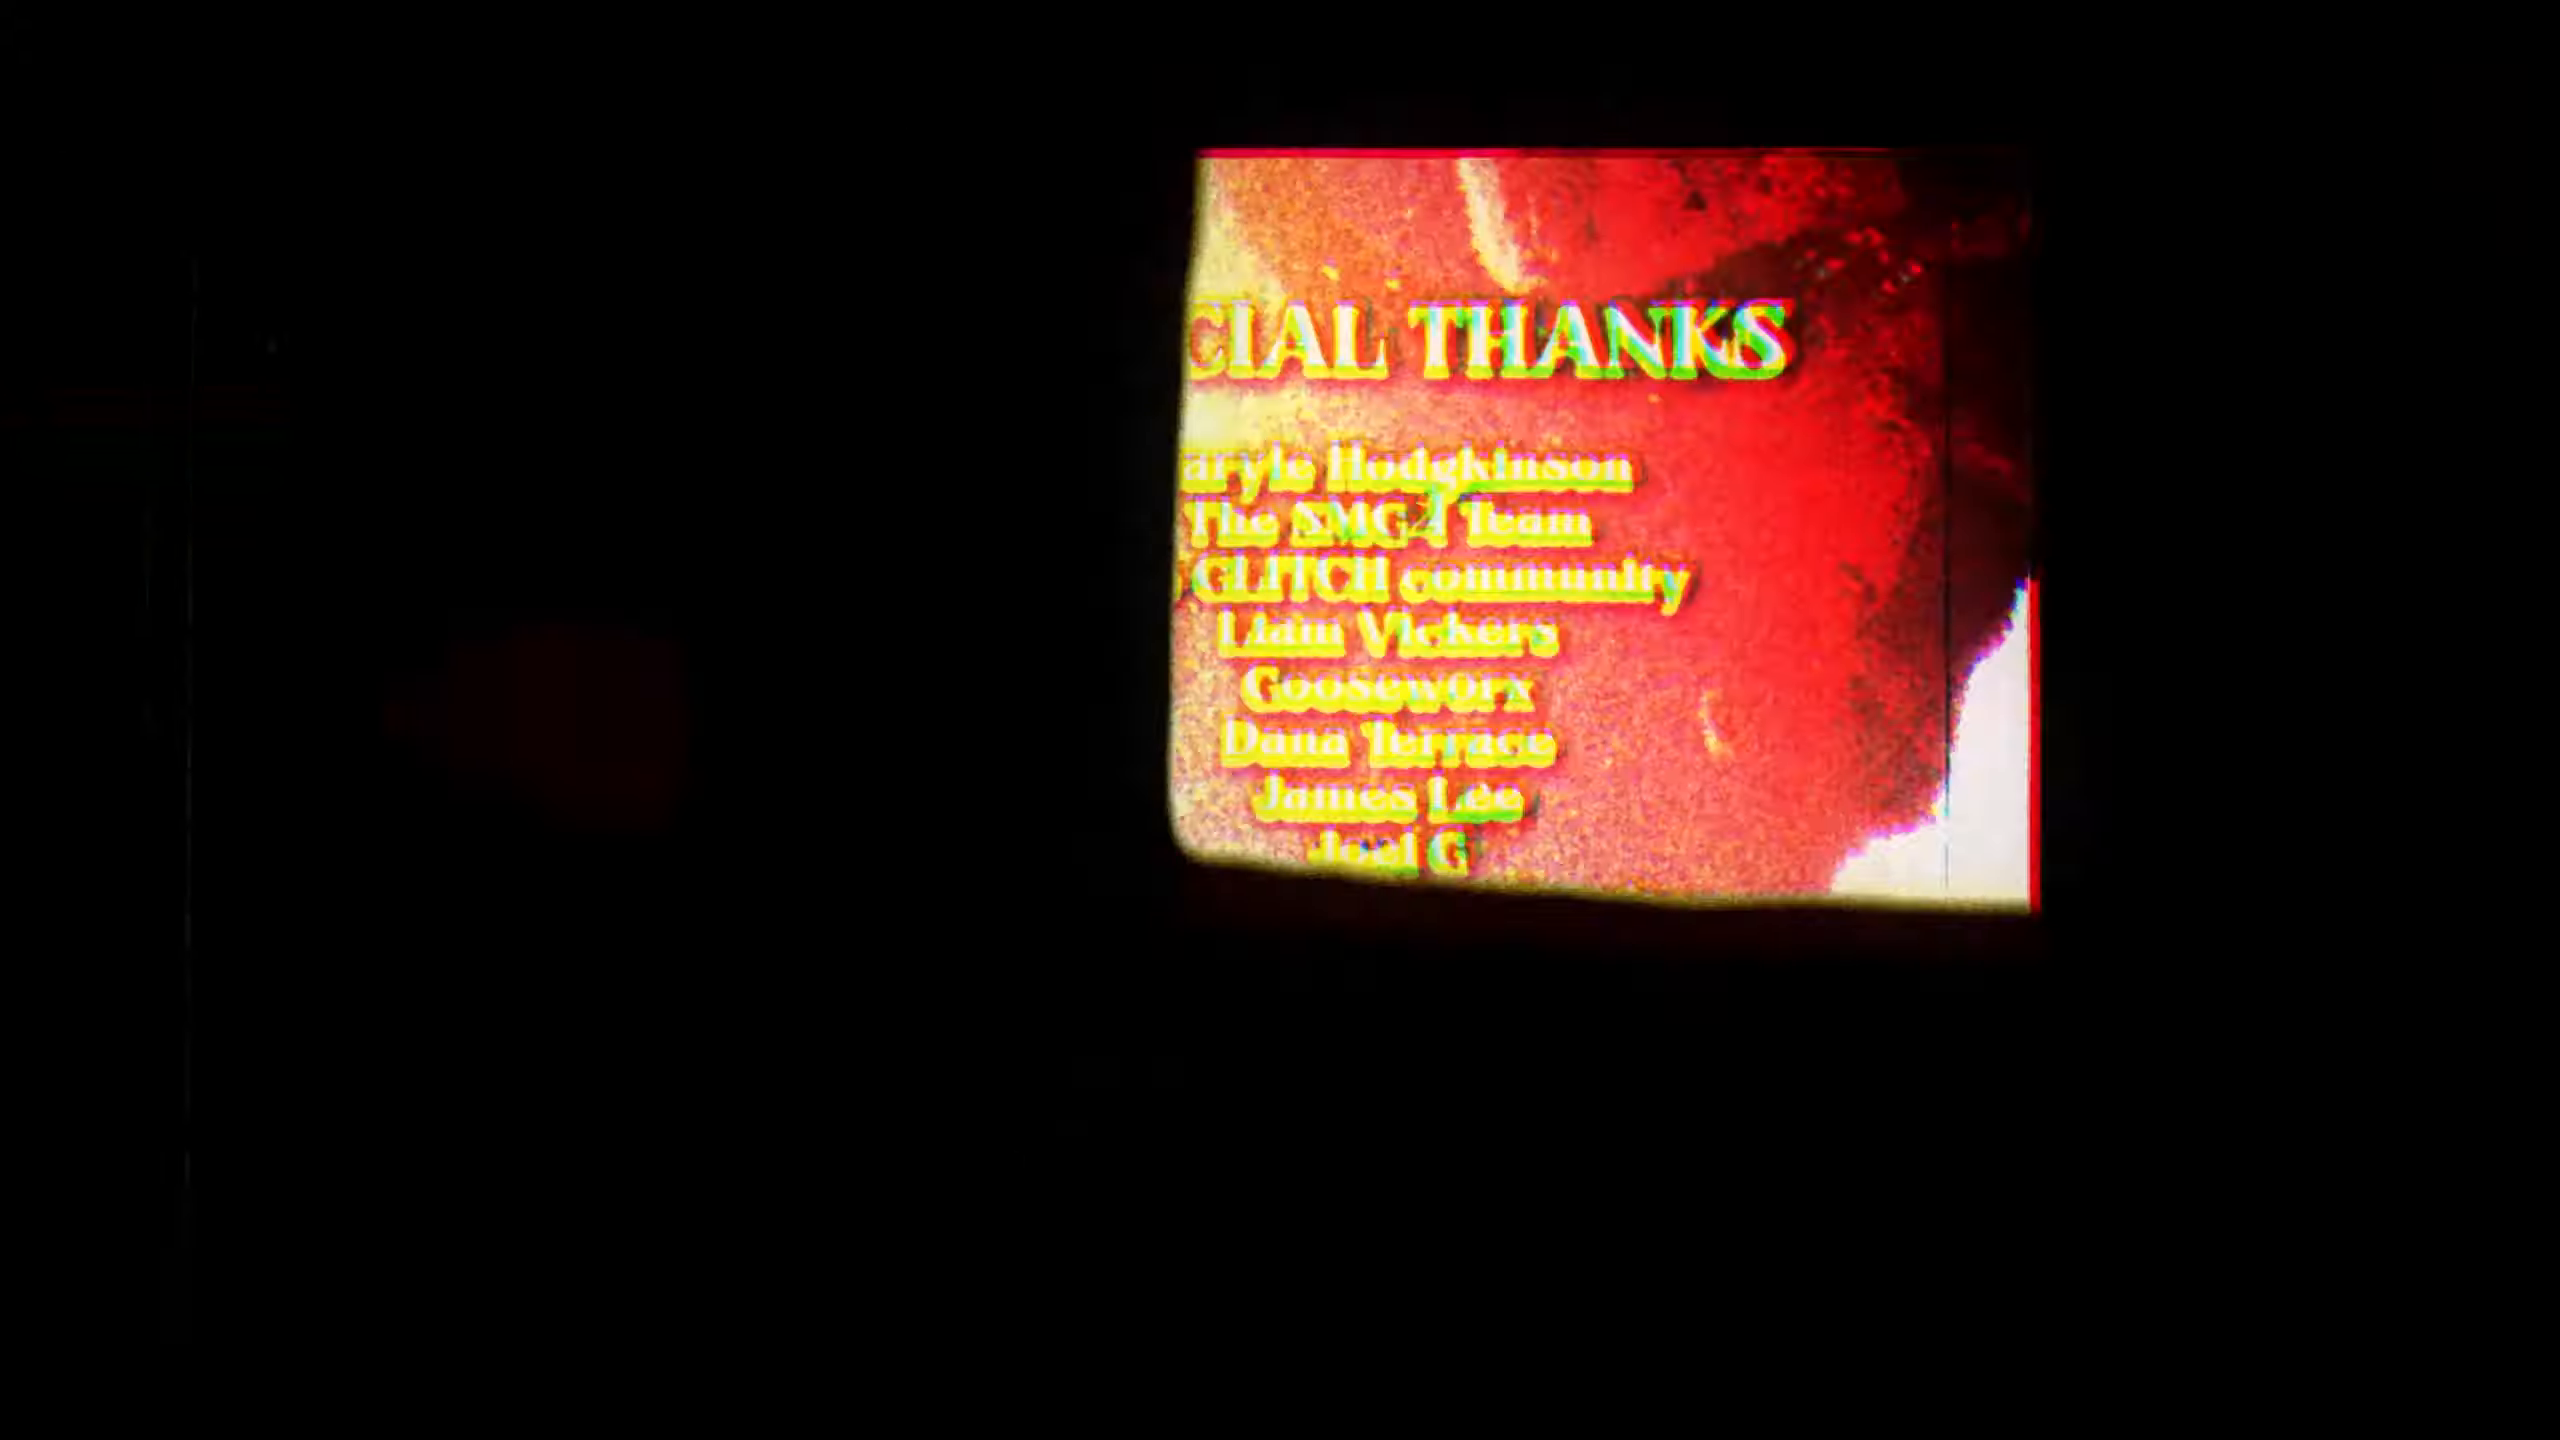 CIAL THANKS
aryle Hodgkinson
The SMG4 Team
GLITCH community
Liam Vickers
Gooseworx
Dana Terrace
James Lee
Joel G